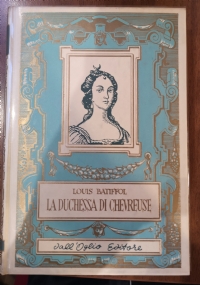 LOUIS BATIFFOL
LA DUCHESSA DI CHEVREUSE
dall'Oglio Editore